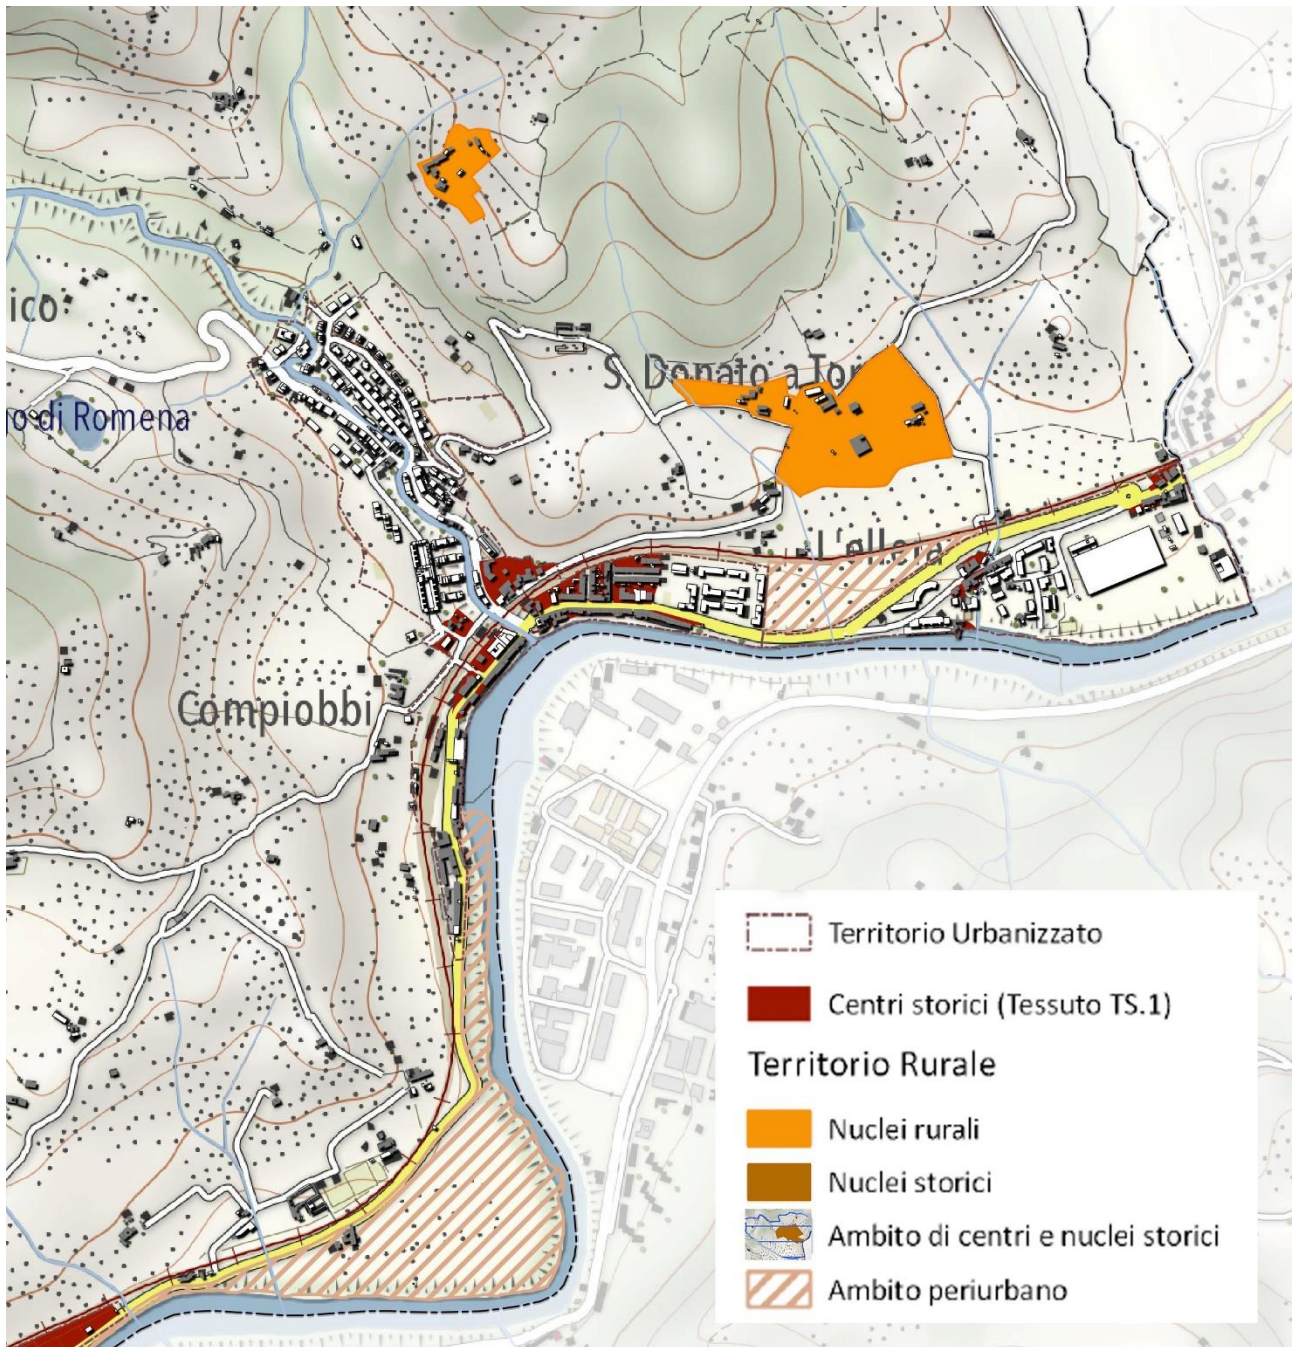 ico
S. Donato a Tor
o di Romena
L'ellera
Compiobbi
Territorio Urbanizzato
Centri storici (Tessuto TS.1)
Territorio Rurale
Nuclei rurali
Nuclei storici
Ambito di centri e nuclei storici
Ambito periurbano